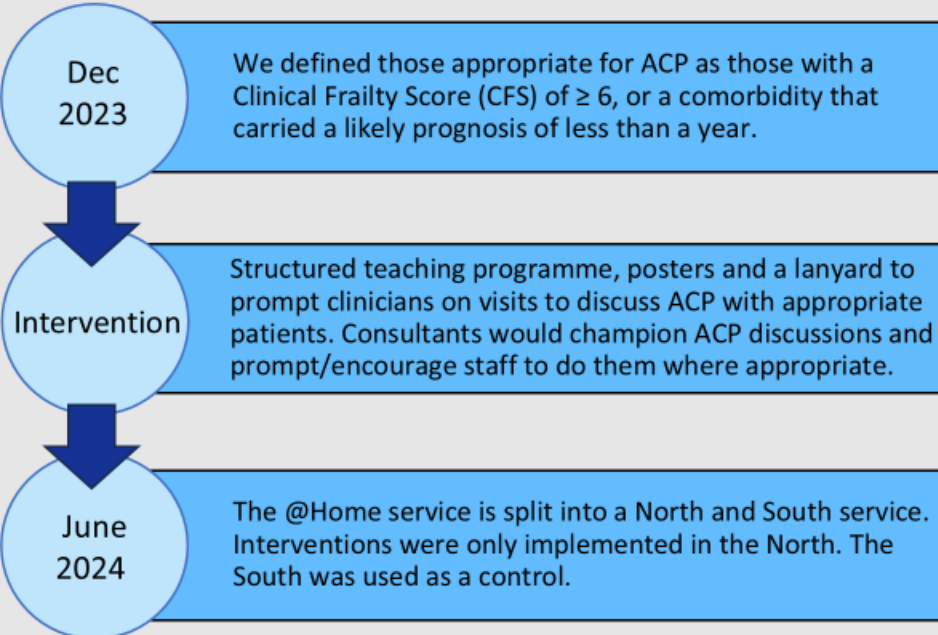 Dec
2023
We defined those appropriate for ACP as those with a
Clinical Frailty Score (CFS) of ≥ 6, or a comorbidity that
carried a likely prognosis of less than a year.
Intervention
Structured teaching programme, posters and a lanyard to
prompt clinicians on visits to discuss ACP with appropriate
patients. Consultants would champion ACP discussions and
prompt/encourage staff to do them where appropriate.
June
2024
The @Home service is split into a North and South service.
Interventions were only implemented in the North. The
South was used as a control.